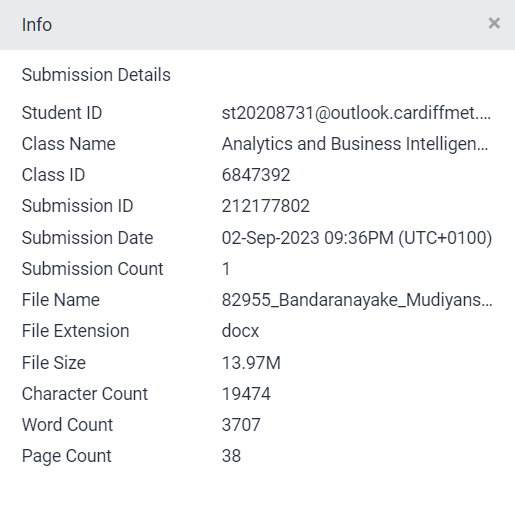 Info ×
Submission Details
Student ID st20208731@outlook.cardiffmet....
Class Name Analytics and Business Intelligen...
Class ID 6847392
Submission ID 212177802
Submission Date 02-Sep-2023 09:36PM (UTC+0100)
Submission Count 1
File Name 82955_Bandaranayake_Mudiyans...
File Extension docx
File Size 13.97M
Character Count 19474
Word Count 3707
Page Count 38